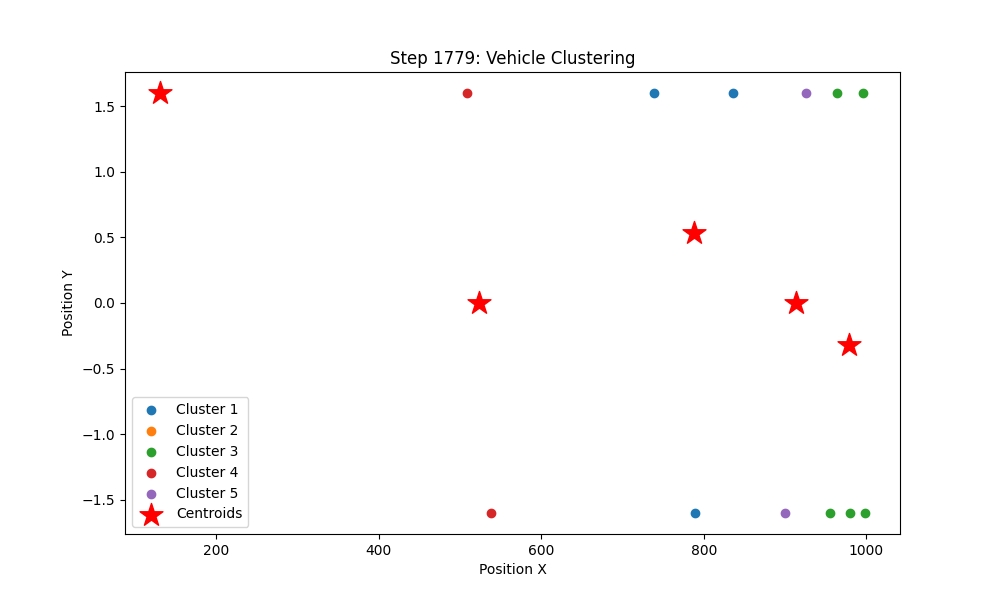 Step 1779: Vehicle Clustering
Position Y
1.5
1.0
0.5
0.0
−0.5
−1.0
−1.5
Cluster 1
Cluster 2
Cluster 3
Cluster 4
Cluster 5
Centroids
200 400 600 800 1000
Position X